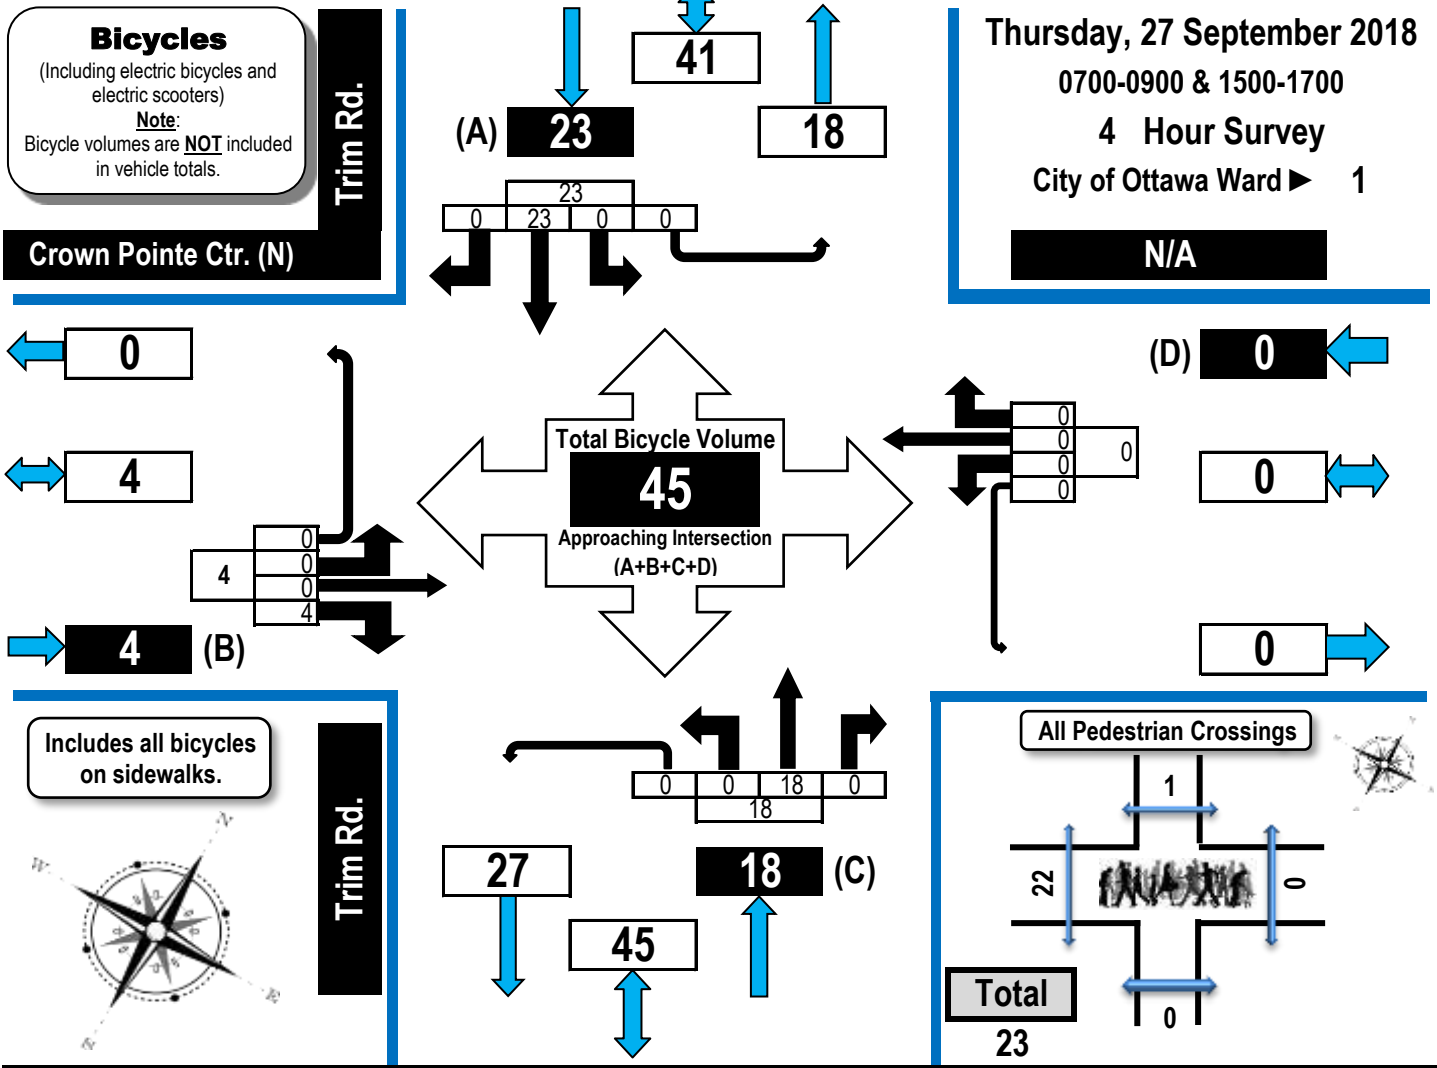 Bicycles
(Including electric bicycles and
electric scooters)
Note:
Bicycle volumes are NOT included
in vehicle totals.
Trim Rd.
Crown Pointe Ctr. (N)
41
(A) 23
18
23
0 23 0 0
Thursday, 27 September 2018
0700-0900 & 1500-1700
4 Hour Survey
City of Ottawa Ward ► 1
N/A
0
4
0
0
4
0
4
4 (B)
Total Bicycle Volume
45
Approaching Intersection
(A+B+C+D)
(D) 0
0
0
0
0
0
0
0
Includes all bicycles
on sidewalks.
N
W
E
S
Trim Rd.
0 0 18 0
18
27
18 (C)
45
All Pedestrian Crossings
1
22
0
0
Total
23